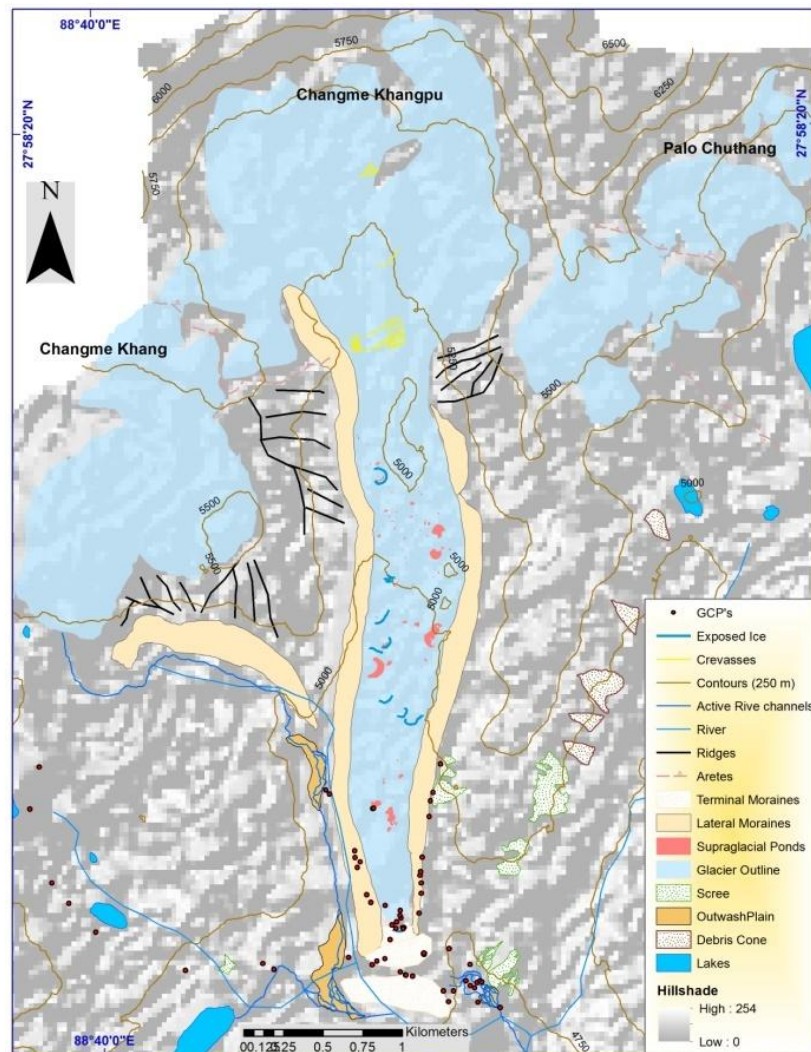 88°40'0"E
27°58'20"N
27°58'20"N
5750
6500
6000
6250
Changme Khangpu
Palo Chuthang
5750
N
Changme Khang
5250
5500
5000
5000
5500
5500
5000
5000
5000
GCP's
Exposed Ice
Crevasses
Contours (250 m)
Active Rive channels
River
Ridges
Aretes
Terminal Moraines
Lateral Moraines
Supraglacial Ponds
Glacier Outline
Scree
OutwashPlain
Debris Cone
Lakes
Hillshade
High : 254
Low : 0
4750
Kilometers
0 0.125 0.25 0.5 0.75 1
88°40'0"E